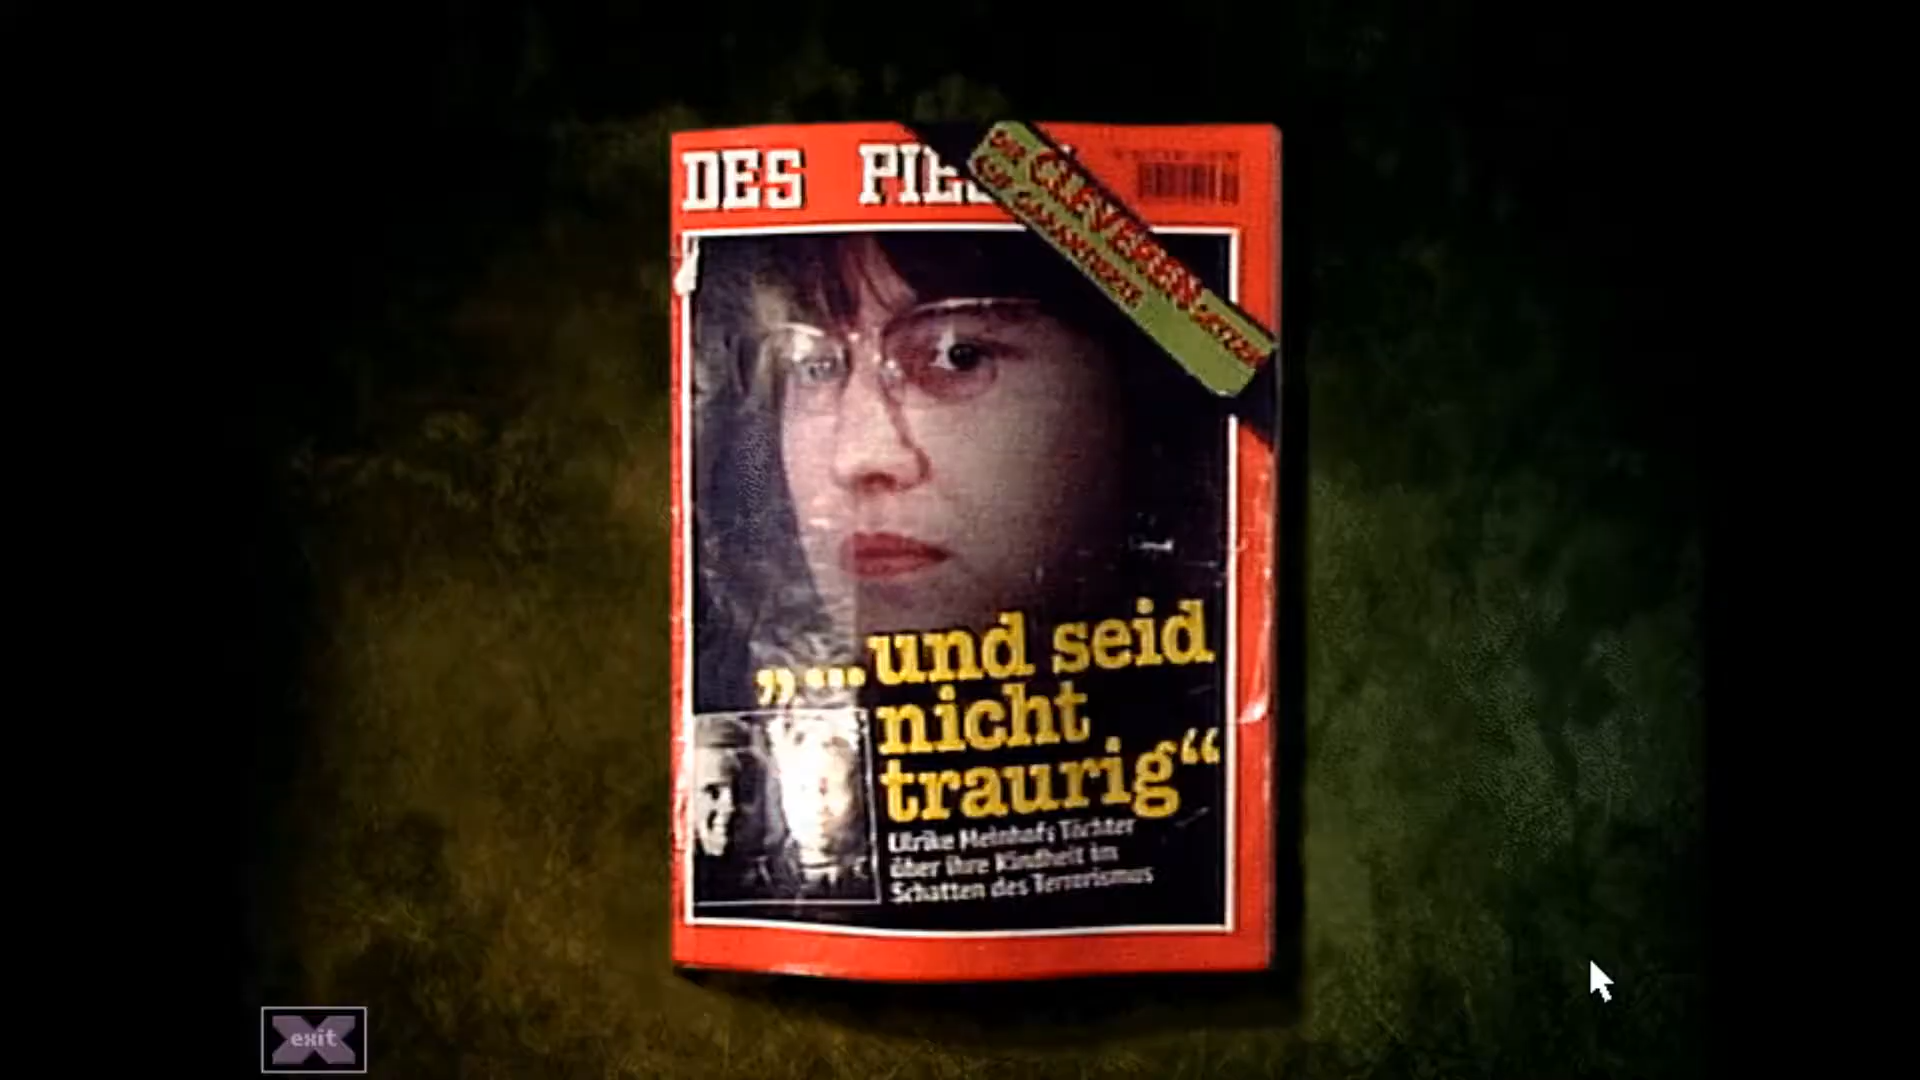 DES PIE
„...und seid
nicht
traurig“
Ulrike Meinhofs Töchter
über ihre Kindheit im
Schatten des Terrorismus
exit